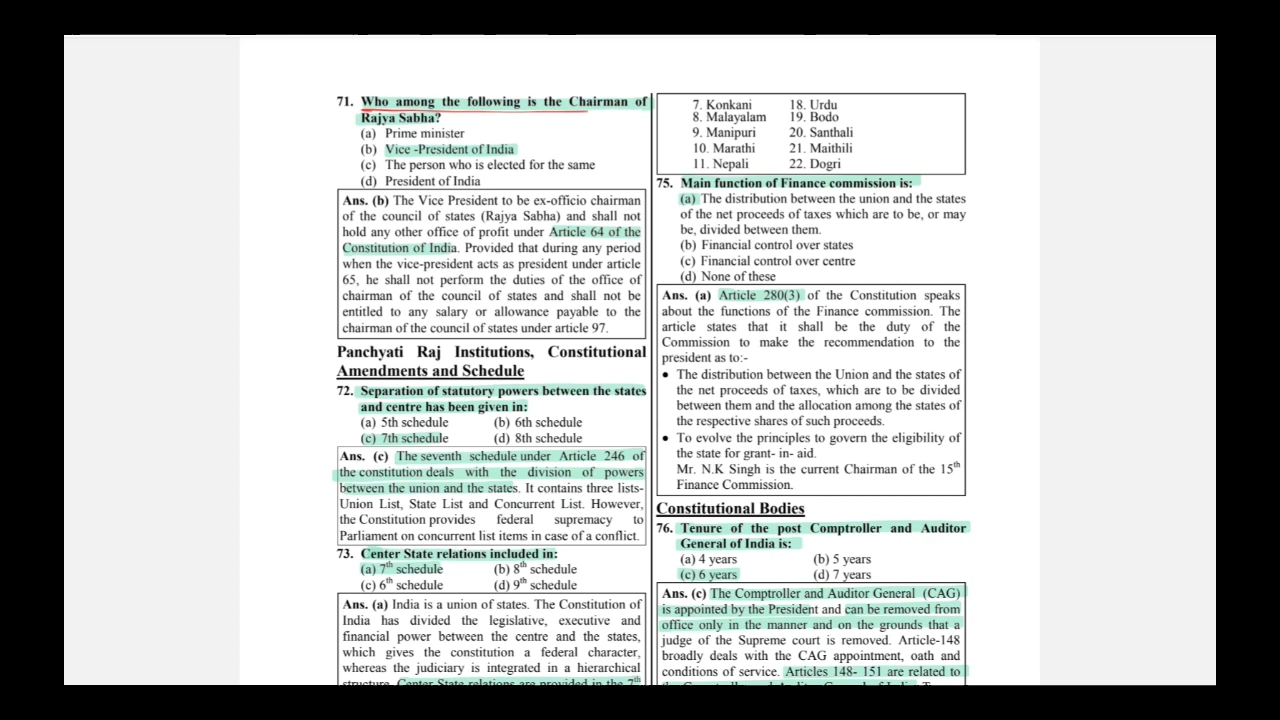 71. Who among the following is the Chairman of
Rajya Sabha?
(a) Prime minister
(b) Vice -President of India
(c) The person who is elected for the same
(d) President of India
Ans. (b) The Vice President to be ex-officio chairman
of the council of states (Rajya Sabha) and shall not
hold any other office of profit under Article 64 of the
Constitution of India. Provided that during any period
when the vice-president acts as president under article
65, he shall not perform the duties of the office of
chairman of the council of states and shall not be
entitled to any salary or allowance payable to the
chairman of the council of states under article 97.
Panchyati Raj Institutions, Constitutional
Amendments and Schedule
72. Separation of statutory powers between the states
and centre has been given in:
(a) 5th schedule (b) 6th schedule
(c) 7th schedule (d) 8th schedule
Ans. (c) The seventh schedule under Article 246 of
the constitution deals with the division of powers
between the union and the states. It contains three lists-
Union List, State List and Concurrent List. However,
the Constitution provides federal supremacy to
Parliament on concurrent list items in case of a conflict.
73. Center State relations included in:
(a) 7th schedule (b) 8th schedule
(c) 6th schedule (d) 9th schedule
Ans. (a) India is a union of states. The Constitution of
India has divided the legislative, executive and
financial power between the centre and the states,
which gives the constitution a federal character,
whereas the judiciary is integrated in a hierarchical
structure. Center State relations are provided in the 7th
7. Konkani 18. Urdu
8. Malayalam 19. Bodo
9. Manipuri 20. Santhali
10. Marathi 21. Maithili
11. Nepali 22. Dogri
75. Main function of Finance commission is:
(a) The distribution between the union and the states
of the net proceeds of taxes which are to be, or may
be, divided between them.
(b) Financial control over states
(c) Financial control over centre
(d) None of these
Ans. (a) Article 280(3) of the Constitution speaks
about the functions of the Finance commission. The
article states that it shall be the duty of the
Commission to make the recommendation to the
president as to:-
• The distribution between the Union and the states of
the net proceeds of taxes, which are to be divided
between them and the allocation among the states of
the respective shares of such proceeds.
• To evolve the principles to govern the eligibility of
the state for grant- in- aid.
Mr. N.K Singh is the current Chairman of the 15th
Finance Commission.
Constitutional Bodies
76. Tenure of the post Comptroller and Auditor
General of India is:
(a) 4 years (b) 5 years
(c) 6 years (d) 7 years
Ans. (c) The Comptroller and Auditor General (CAG)
is appointed by the President and can be removed from
office only in the manner and on the grounds that a
judge of the Supreme court is removed. Article-148
broadly deals with the CAG appointment, oath and
conditions of service. Articles 148- 151 are related to